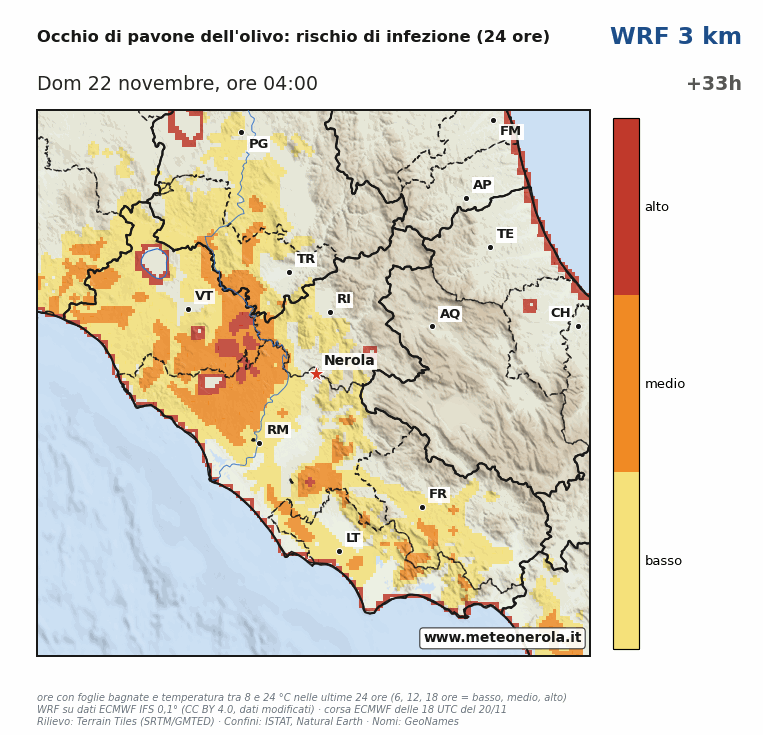 Occhio di pavone dell'olivo: rischio di infezione (24 ore)
WRF 3 km
Dom 22 novembre, ore 04:00
+33h
FM
PG
AP
TE
TR
VT
RI
AQ
CH
Nerola
RM
FR
LT
www.meteonerola.it
alto
medio
basso
ore con foglie bagnate e temperatura tra 8 e 24 °C nelle ultime 24 ore (6, 12, 18 ore = basso, medio, alto)
WRF su dati ECMWF IFS 0,1° (CC BY 4.0, dati modificati) · corsa ECMWF delle 18 UTC del 20/11
Rilievo: Terrain Tiles (SRTM/GMTED) · Confini: ISTAT, Natural Earth · Nomi: GeoNames